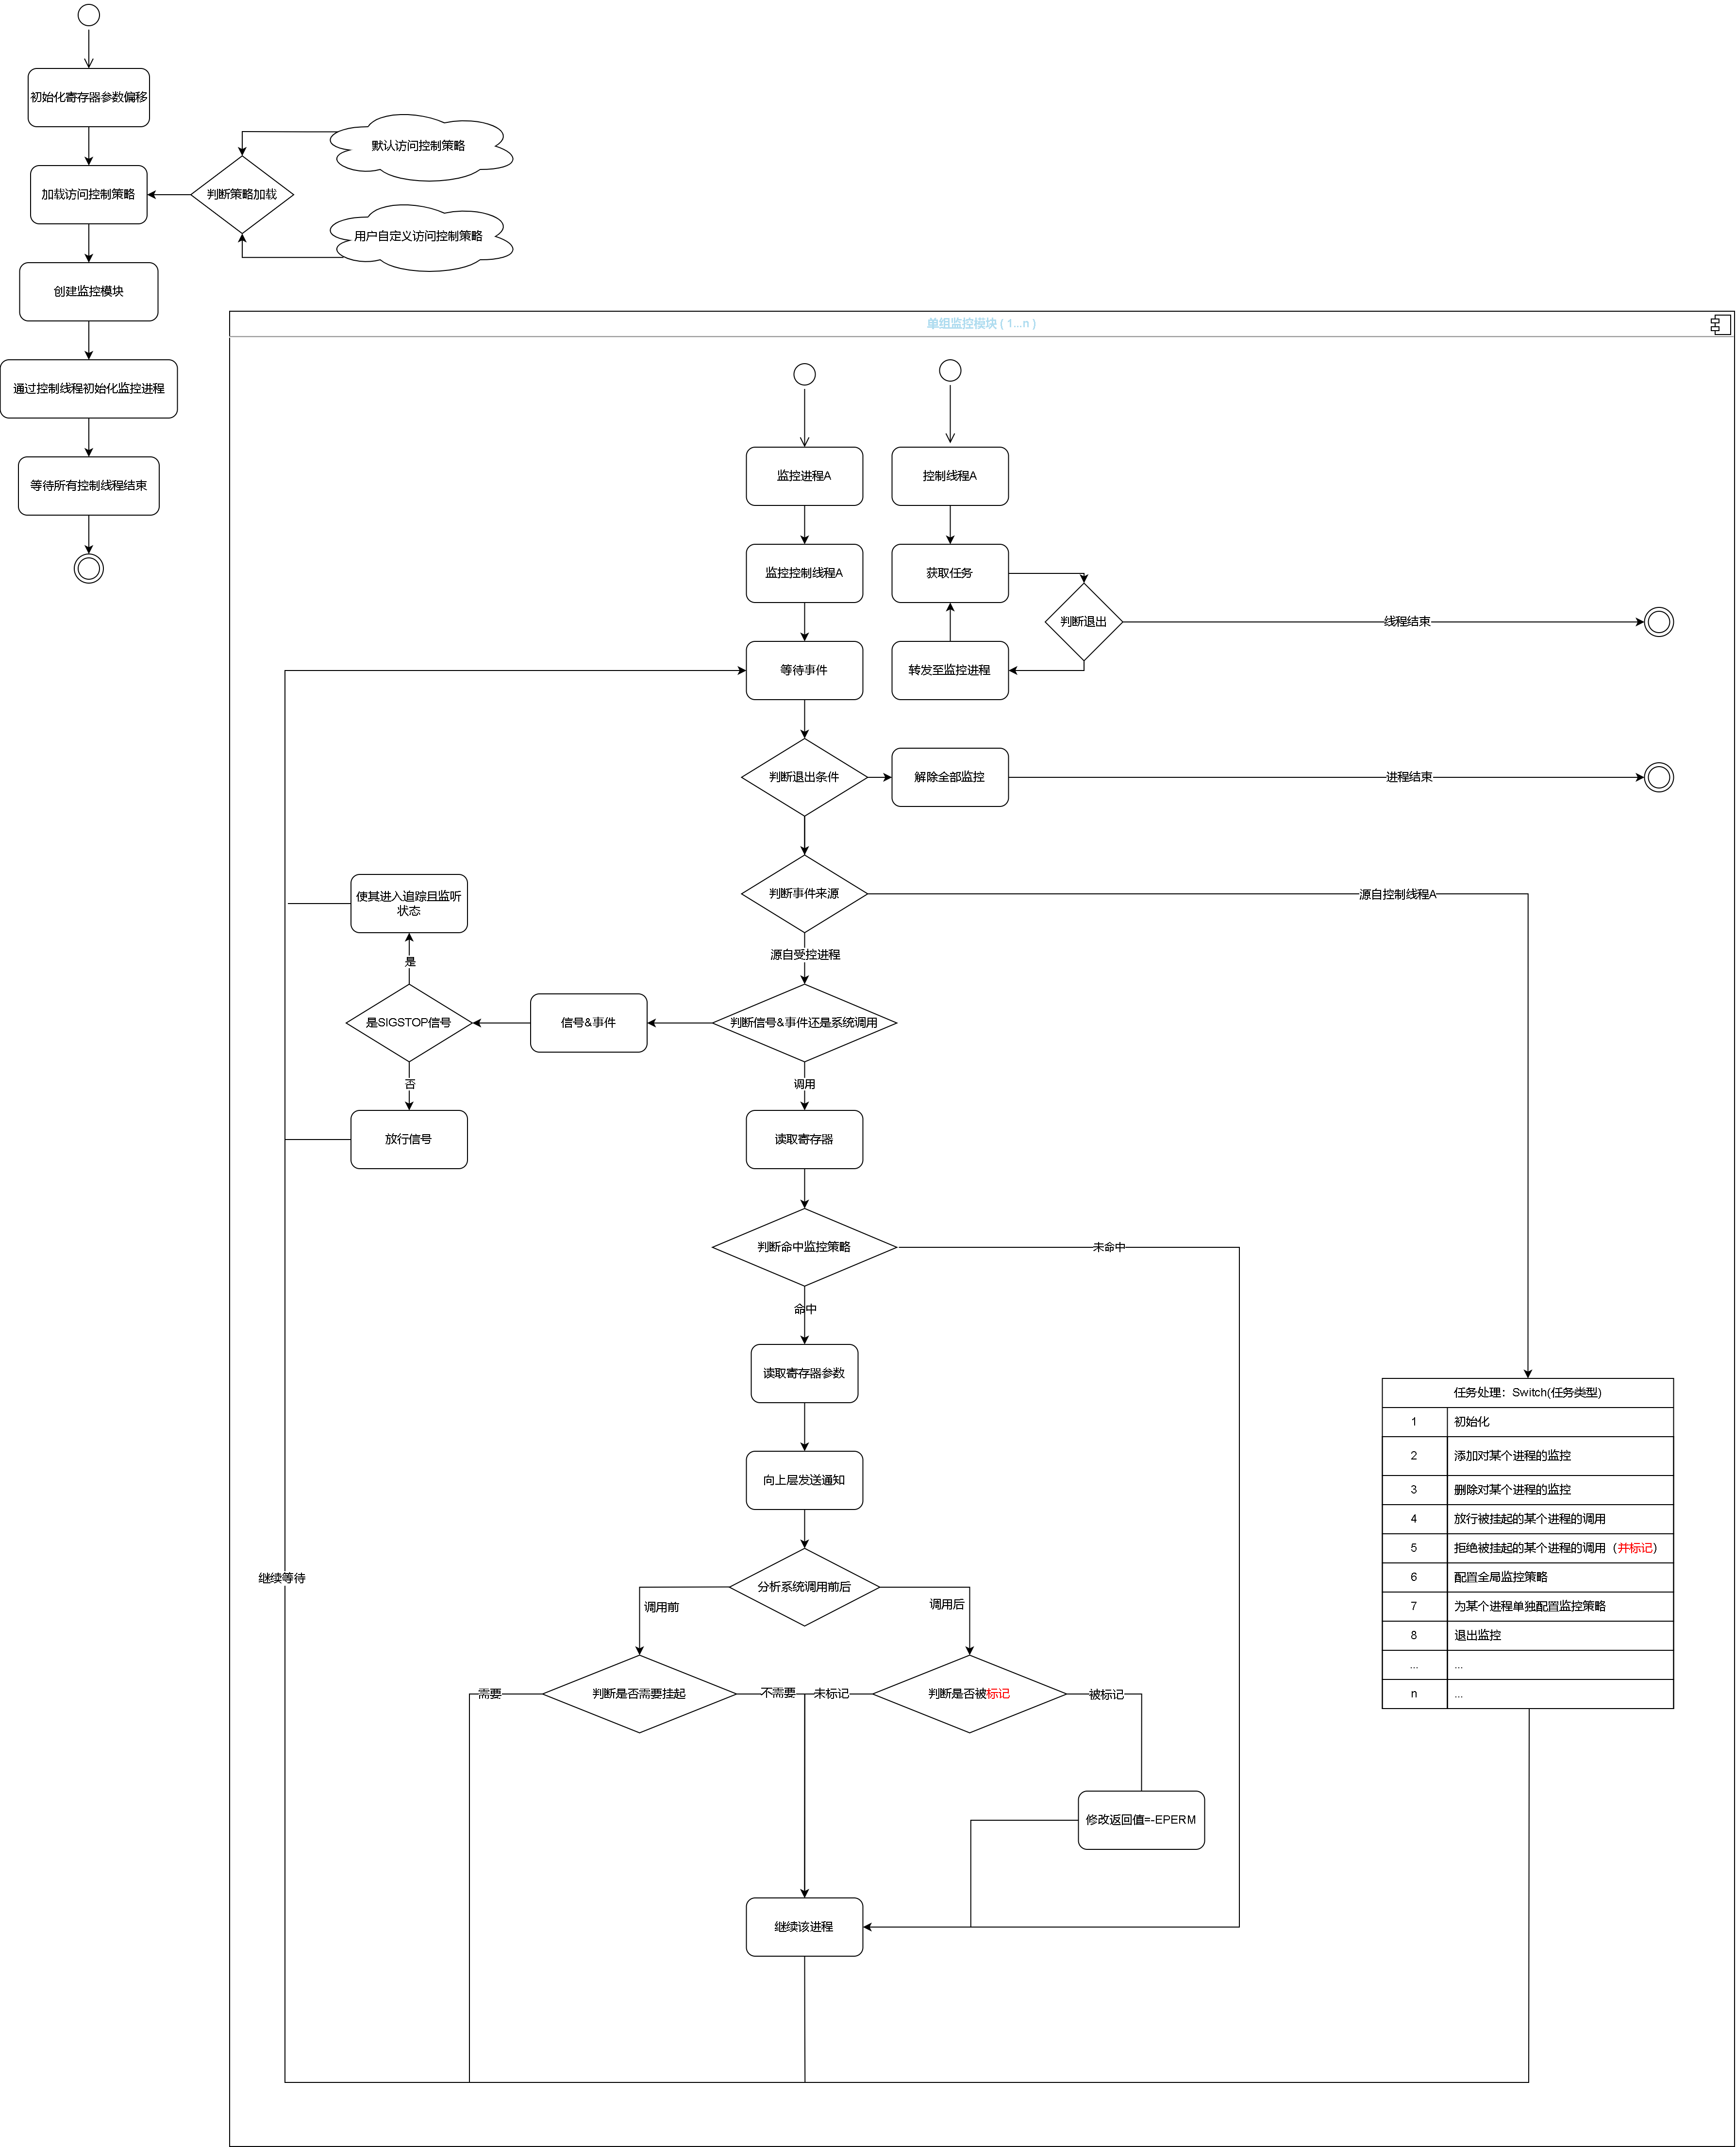 初始化寄存器参数偏移
默认访问控制策略
加载访问控制策略
判断策略加载
用户自定义访问控制策略
创建监控模块
通过控制线程初始化监控进程
等待所有控制线程结束
单组监控模块 ( 1...n )
监控进程A
控制线程A
监控控制线程A
获取任务
判断退出
线程结束
等待事件
转发至监控进程
判断退出条件
解除全部监控
进程结束
使其进入追踪且监听
状态
判断事件来源
源自控制线程A
源自受控进程
是
是SIGSTOP信号
信号&事件
判断信号&事件还是系统调用
否
调用
放行信号
读取寄存器
判断命中监控策略
未命中
命中
读取寄存器参数
任务处理：Switch(任务类型)
1 初始化
2 添加对某个进程的监控
3 删除对某个进程的监控
4 放行被挂起的某个进程的调用
5 拒绝被挂起的某个进程的调用（并标记）
6 配置全局监控策略
7 为某个进程单独配置监控策略
8 退出监控
... ...
n ...
向上层发送通知
继续等待
分析系统调用前后
调用前
调用后
需要
判断是否需要挂起
不需要
未标记
判断是否被标记
被标记
修改返回值=-EPERM
继续该进程